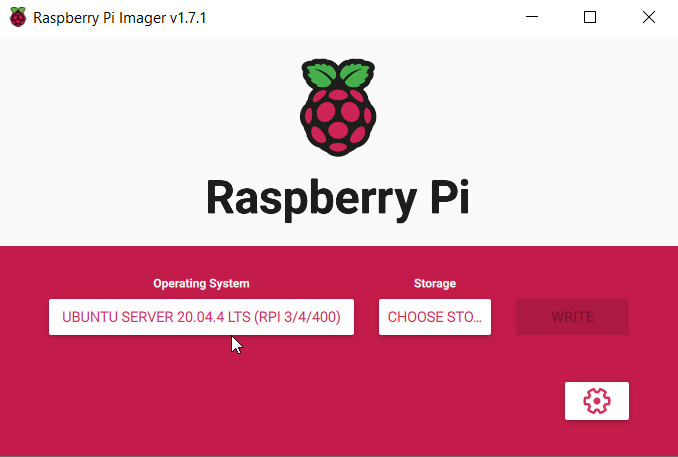 Raspberry Pi Imager v1.7.1
Raspberry Pi
Operating System
Storage
UBUNTU SERVER 20.04.4 LTS (RPI 3/4/400)
CHOOSE STO...
WRITE